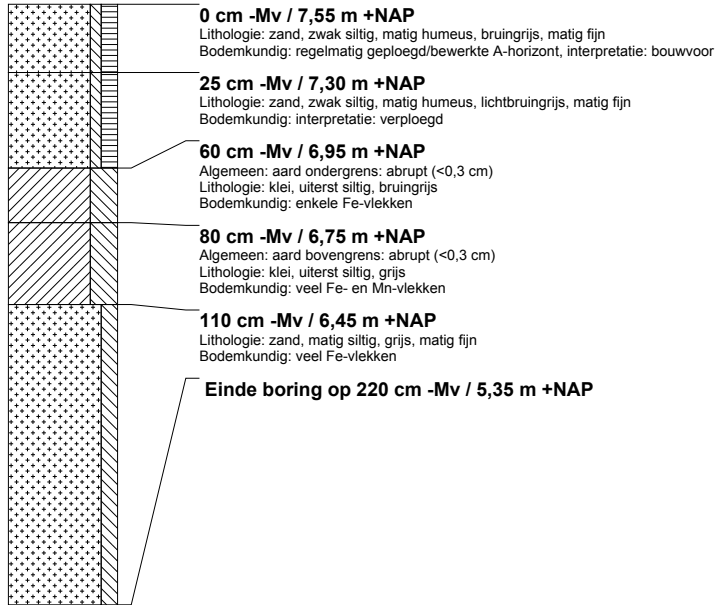 0 cm -Mv / 7,55 m +NAP
Lithologie: zand, zwak siltig, matig humeus, bruingrijs, matig fijn
Bodemkundig: regelmatig geploegd/bewerkte A-horizont, interpretatie: bouwvoor
25 cm -Mv / 7,30 m +NAP
Lithologie: zand, zwak siltig, matig humeus, lichtbruingrijs, matig fijn
Bodemkundig: interpretatie: verploegd
60 cm -Mv / 6,95 m +NAP
Algemeen: aard ondergrens: abrupt (<0,3 cm)
Lithologie: klei, uiterst siltig, bruingrijs
Bodemkundig: enkele Fe-vlekken
80 cm -Mv / 6,75 m +NAP
Algemeen: aard bovengrens: abrupt (<0,3 cm)
Lithologie: klei, uiterst siltig, grijs
Bodemkundig: veel Fe- en Mn-vlekken
110 cm -Mv / 6,45 m +NAP
Lithologie: zand, matig siltig, grijs, matig fijn
Bodemkundig: veel Fe-vlekken
Einde boring op 220 cm -Mv / 5,35 m +NAP